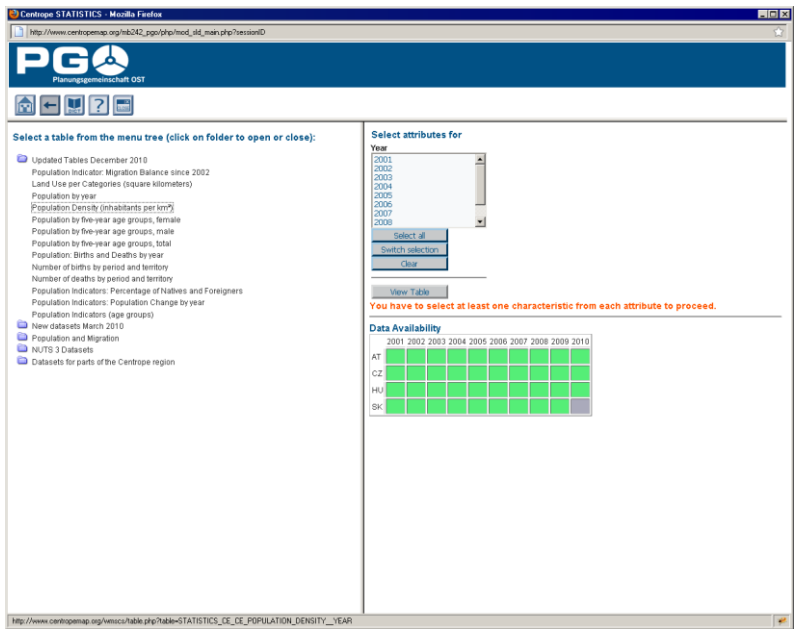 Centrope STATISTICS - Mozilla Firefox
http://www.centropemap.org/mb242_pgo/php/mod_sld_main.php?sessionID
PGO
Planungsgemeinschaft OST
?
Select a table from the menu tree (click on folder to open or close):
Updated Tables December 2010
Population Indicator: Migration Balance since 2002
Land Use per Categories (square kilometers)
Population by year
Population Density (inhabitants per km²)
Population by five-year age groups, female
Population by five-year age groups, male
Population by five-year age groups, total
Population: Births and Deaths by year
Number of births by period and territory
Number of deaths by period and territory
Population Indicators: Percentage of Natives and Foreigners
Population Indicators: Population Change by year
Population Indicators (age groups)
New datasets March 2010
Population and Migration
NUTS 3 Datasets
Datasets for parts of the Centrope region
Select attributes for
Year
2001
2002
2003
2004
2005
2006
2007
2008
Select all
Switch selection
Clear
View Table
You have to select at least one characteristic from each attribute to proceed.
Data Availability
2001 2002 2003 2004 2005 2006 2007 2008 2009 2010
AT
CZ
HU
SK
http://www.centropemap.org/wmscs/table.php?table=STATISTICS_CE_CE_POPULATION_DENSITY__YEAR